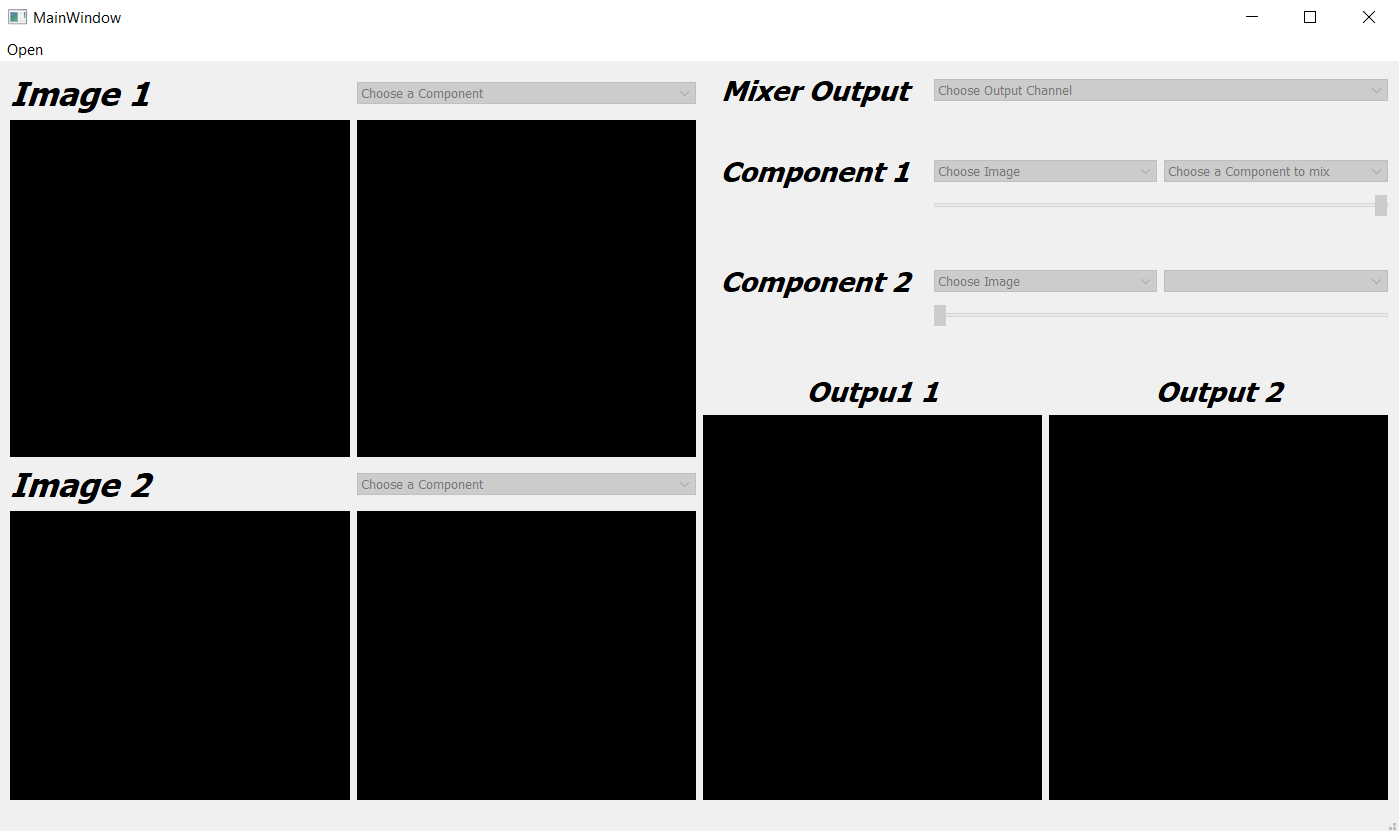 MainWindow
Open
Image 1
Choose a Component
Mixer Output
Choose Output Channel
Component 1
Choose Image
Choose a Component to mix
Component 2
Choose Image
Outpu1 1
Output 2
Image 2
Choose a Component